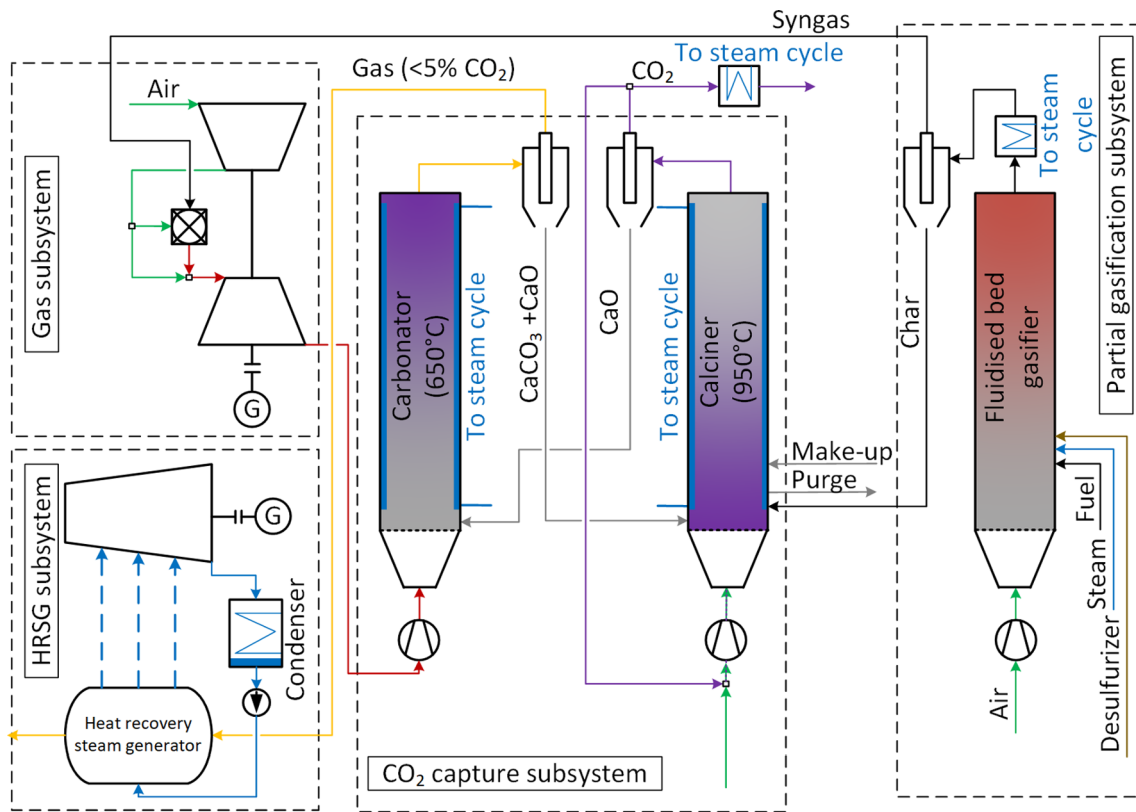 Syngas
To steam cycle
Gas (<5% CO₂)
CO₂
Air
To steam
cycle
Partial gasification subsystem
Gas subsystem
Carbonator
(650°C)
To steam cycle
CaCO₃ +CaO
CaO
To steam cycle
Calciner
(950°C)
Char
Fluidised bed
gasifier
G
Make-up
Purge
HRSG subsystem
G
Condenser
Fuel
Steam
Desulfurizer
Air
Heat recovery
steam generator
CO₂ capture subsystem